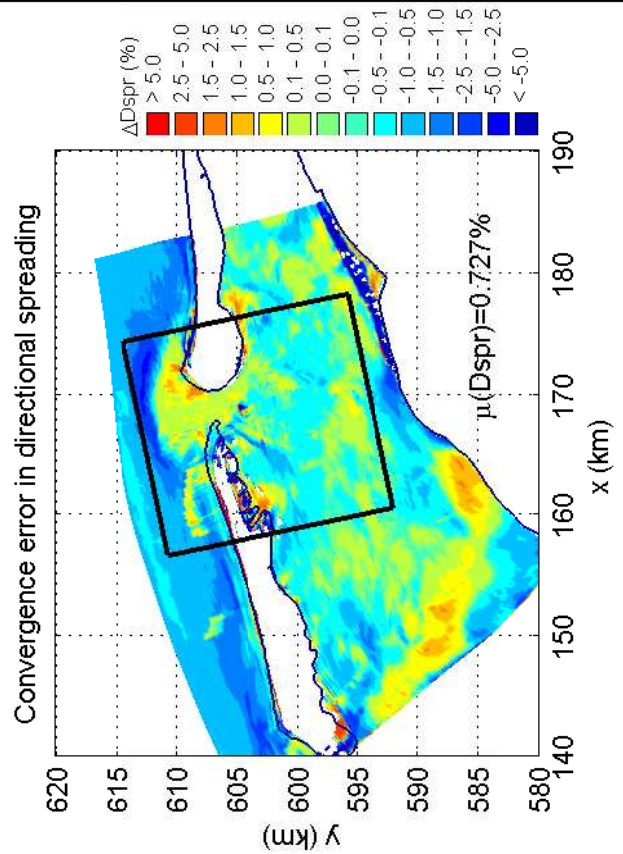 Convergence error in directional spreading
ΔDspr (%)
> 5.0
2.5 - 5.0
1.5 - 2.5
1.0 - 1.5
0.5 - 1.0
0.1 - 0.5
0.0 - 0.1
-0.1 - 0.0
-0.5 - -0.1
-1.0 - -0.5
-1.5 - -1.0
-2.5 - -1.5
-5.0 - -2.5
< -5.0
620
615
610
605
600
595
590
585
580
y (km)
μ(Dspr)=0.727%
140
150
160
170
180
190
x (km)